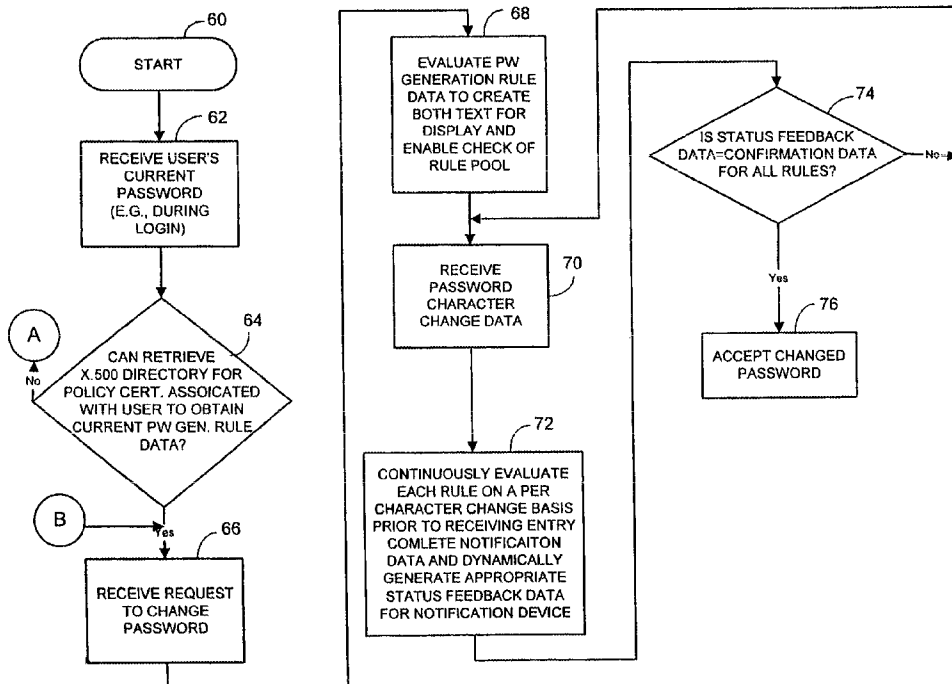 60
START
62
RECEIVE USER'S
CURRENT
PASSWORD
(E.G., DURING
LOGIN)
A
No
64
CAN RETRIEVE
X.500 DIRECTORY FOR
POLICY CERT. ASSOICATED
WITH USER TO OBTAIN
CURRENT PW GEN. RULE
DATA?
B
Yes
66
RECEIVE REQUEST
TO CHANGE
PASSWORD
68
EVALUATE PW
GENERATION RULE
DATA TO CREATE
BOTH TEXT FOR
DISPLAY AND
ENABLE CHECK OF
RULE POOL
70
RECEIVE
PASSWORD
CHARACTER
CHANGE DATA
72
CONTINUOUSLY EVALUATE
EACH RULE ON A PER
CHARACTER CHANGE BASIS
PRIOR TO RECEIVING ENTRY
COMLETE NOTIFICAITON
DATA AND DYNAMICALLY
GENERATE APPROPRIATE
STATUS FEEDBACK DATA
FOR NOTIFICATION DEVICE
74
IS STATUS FEEDBACK
DATA=CONFIRMATION DATA
FOR ALL RULES?
No
Yes
76
ACCEPT CHANGED
PASSWORD